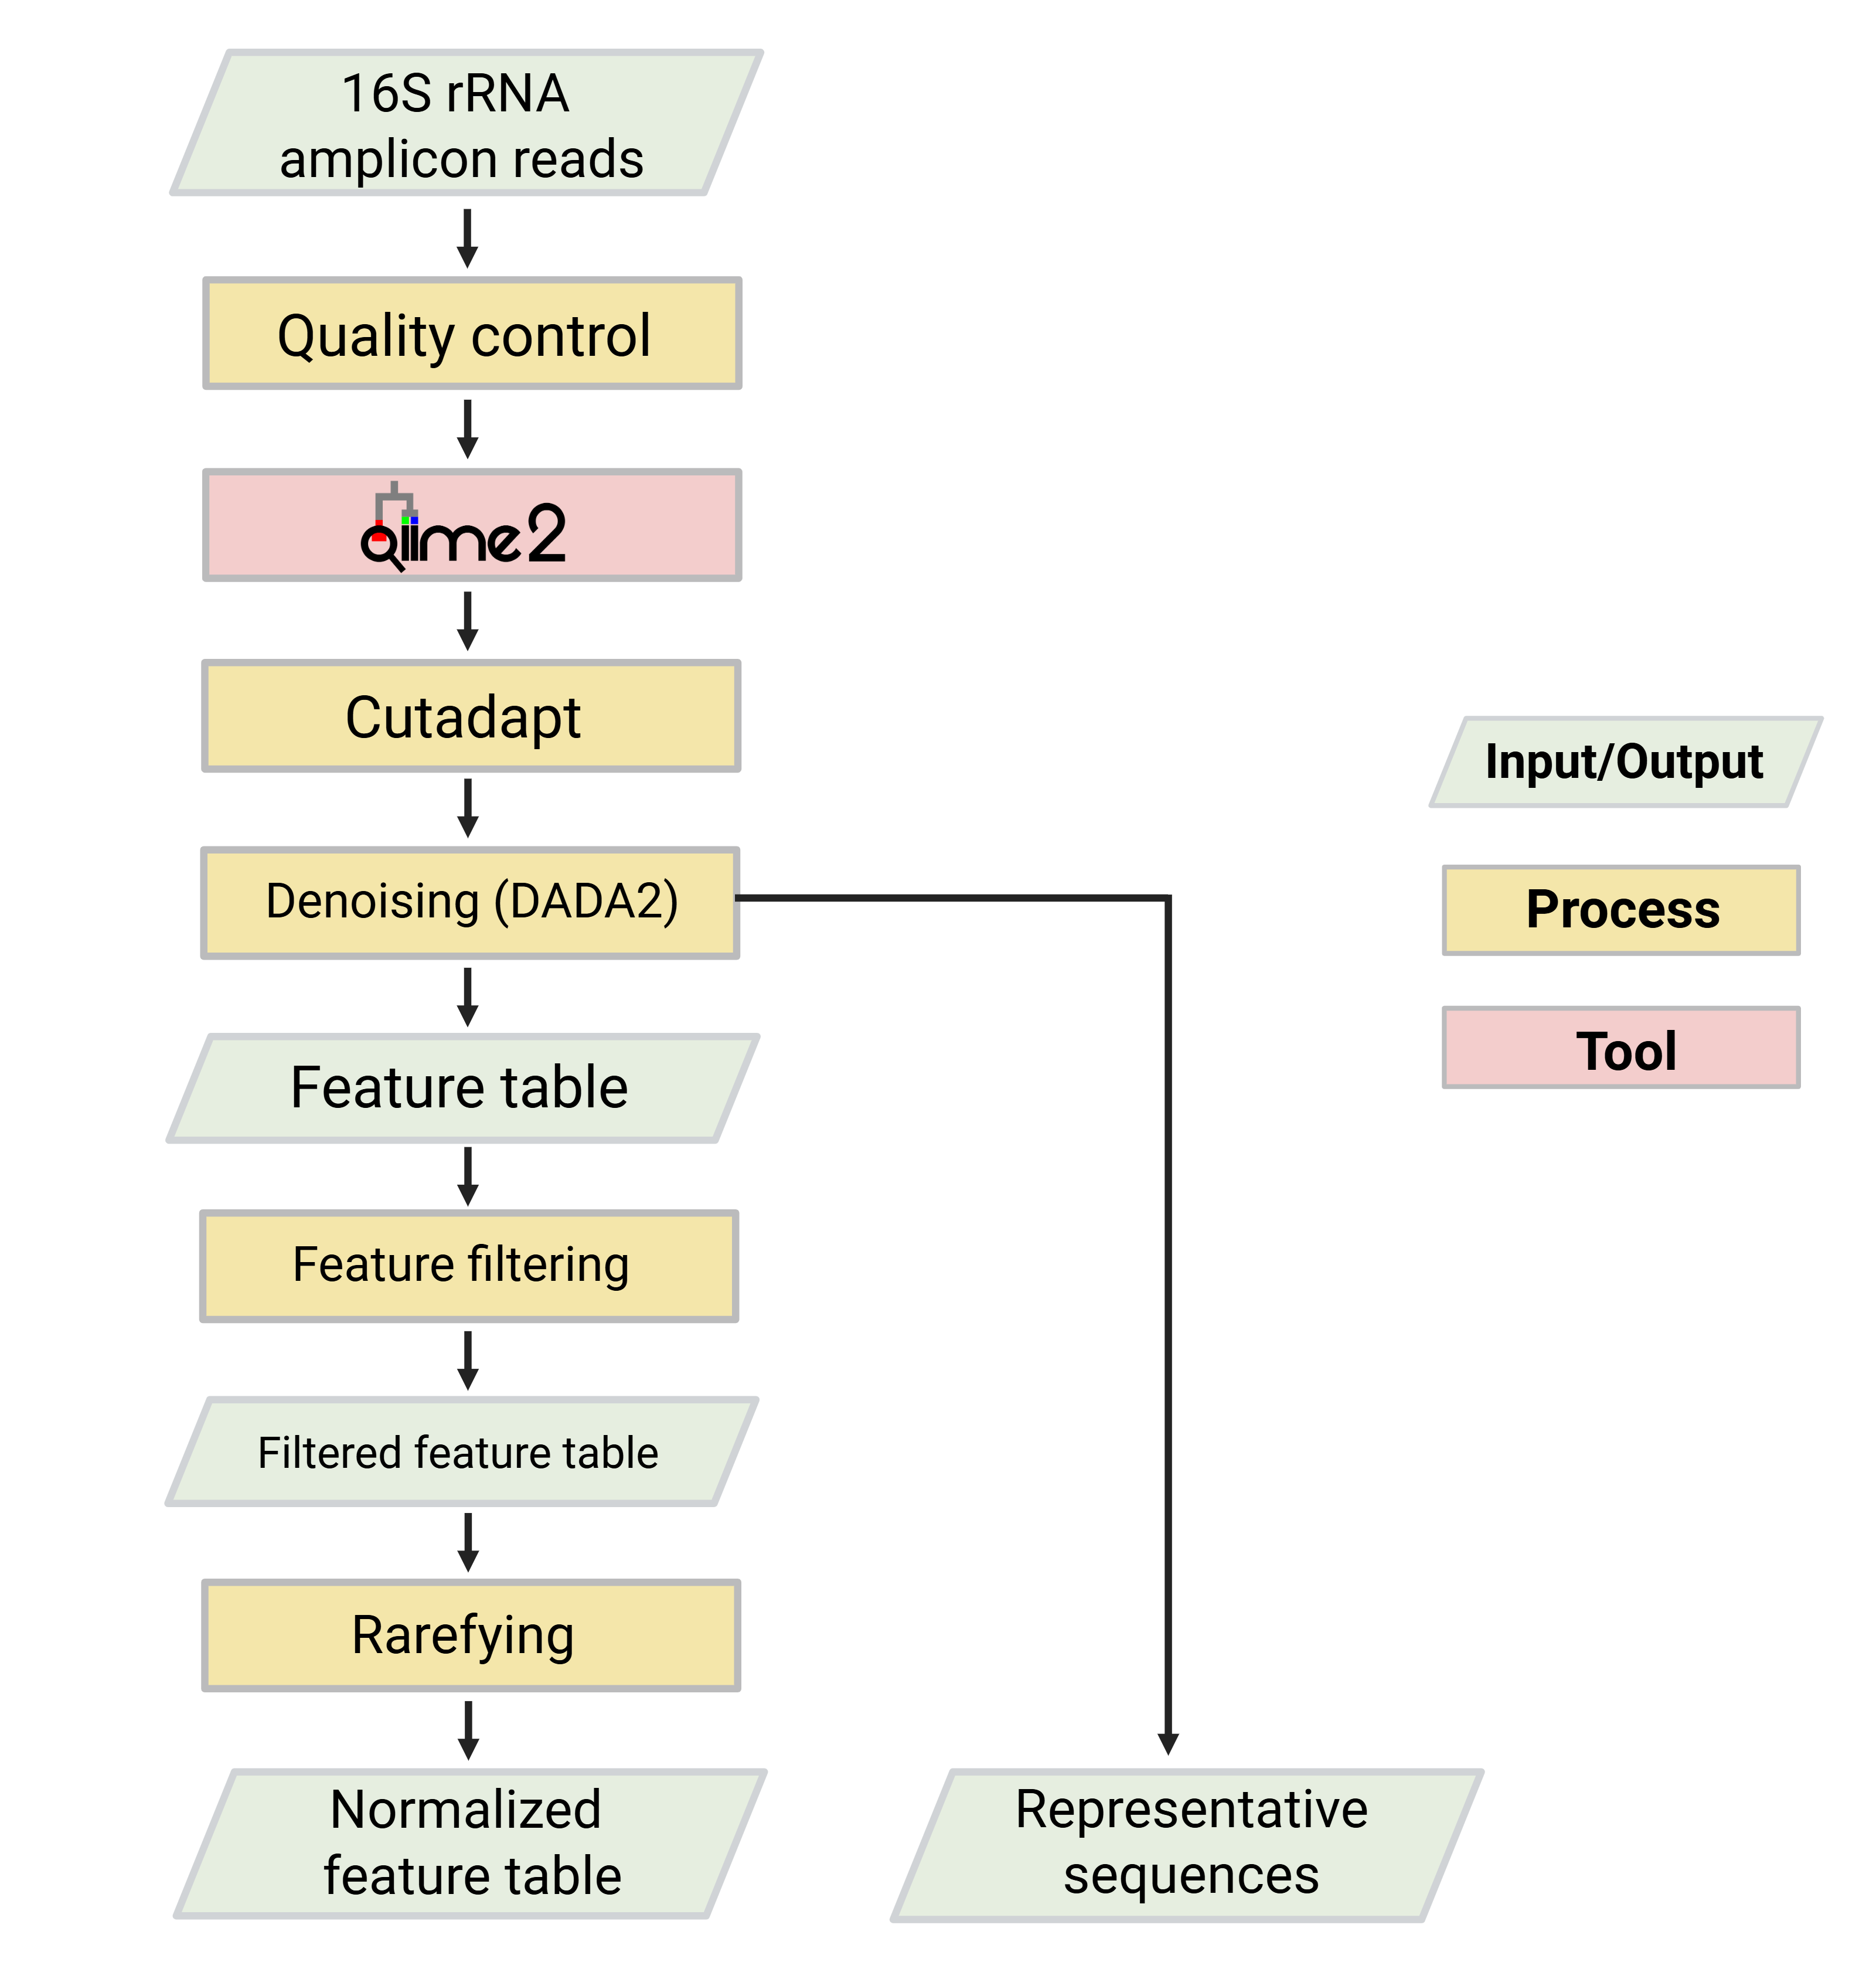 16S rRNA
amplicon reads
Quality control
qiime2
Cutadapt
Denoising (DADA2)
Feature table
Feature filtering
Filtered feature table
Rarefying
Normalized
feature table
Representative
sequences
Input/Output
Process
Tool